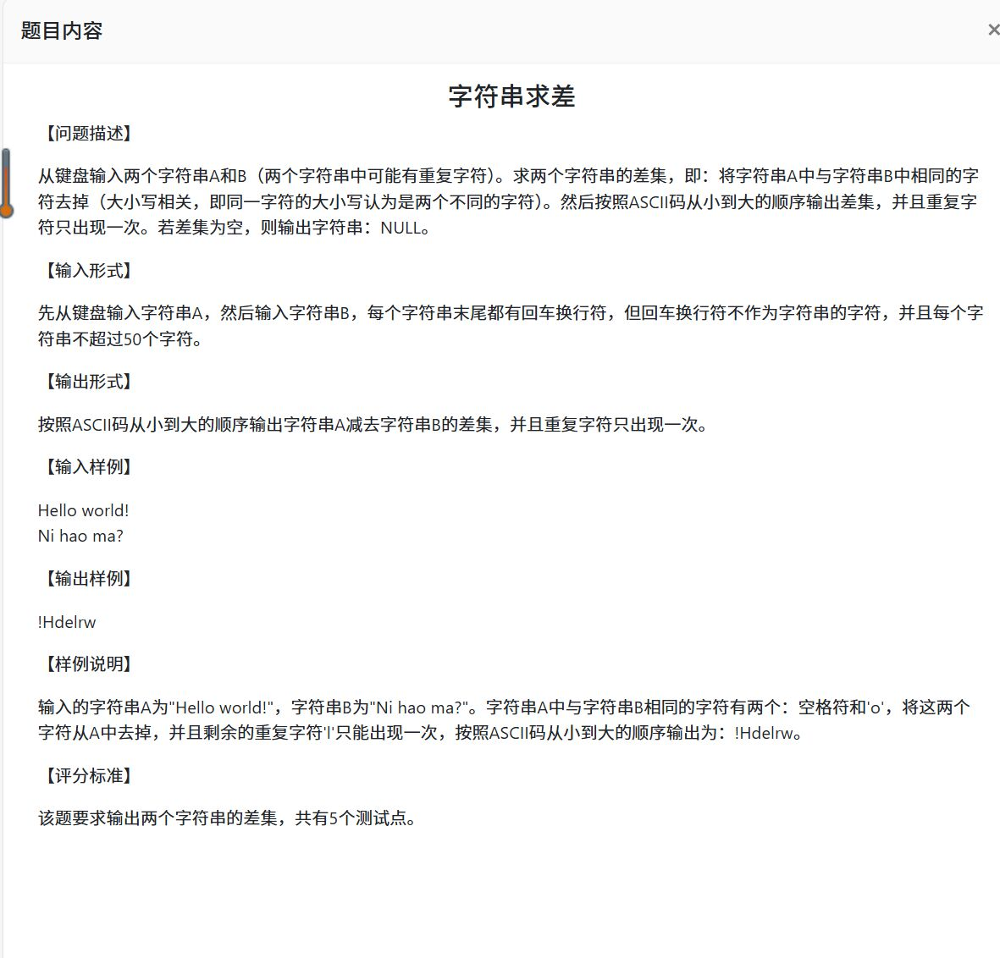 题目内容
×
字符串求差
【问题描述】
从键盘输入两个字符串A和B（两个字符串中可能有重复字符）。求两个字符串的差集，即：将字符串A中与字符串B中相同的字
符去掉（大小写相关，即同一字符的大小写认为是两个不同的字符）。然后按照ASCII码从小到大的顺序输出差集，并且重复字
符只出现一次。若差集为空，则输出字符串：NULL。
【输入形式】
先从键盘输入字符串A，然后输入字符串B，每个字符串末尾都有回车换行符，但回车换行符不作为字符串的字符，并且每个字
符串不超过50个字符。
【输出形式】
按照ASCII码从小到大的顺序输出字符串A减去字符串B的差集，并且重复字符只出现一次。
【输入样例】
Hello world!
Ni hao ma?
【输出样例】
!Hdelrw
【样例说明】
输入的字符串A为"Hello world!"，字符串B为"Ni hao ma?"。字符串A中与字符串B相同的字符有两个：空格符和'o'，将这两个
字符从A中去掉，并且剩余的重复字符'l'只能出现一次，按照ASCII码从小到大的顺序输出为：!Hdelrw。
【评分标准】
该题要求输出两个字符串的差集，共有5个测试点。